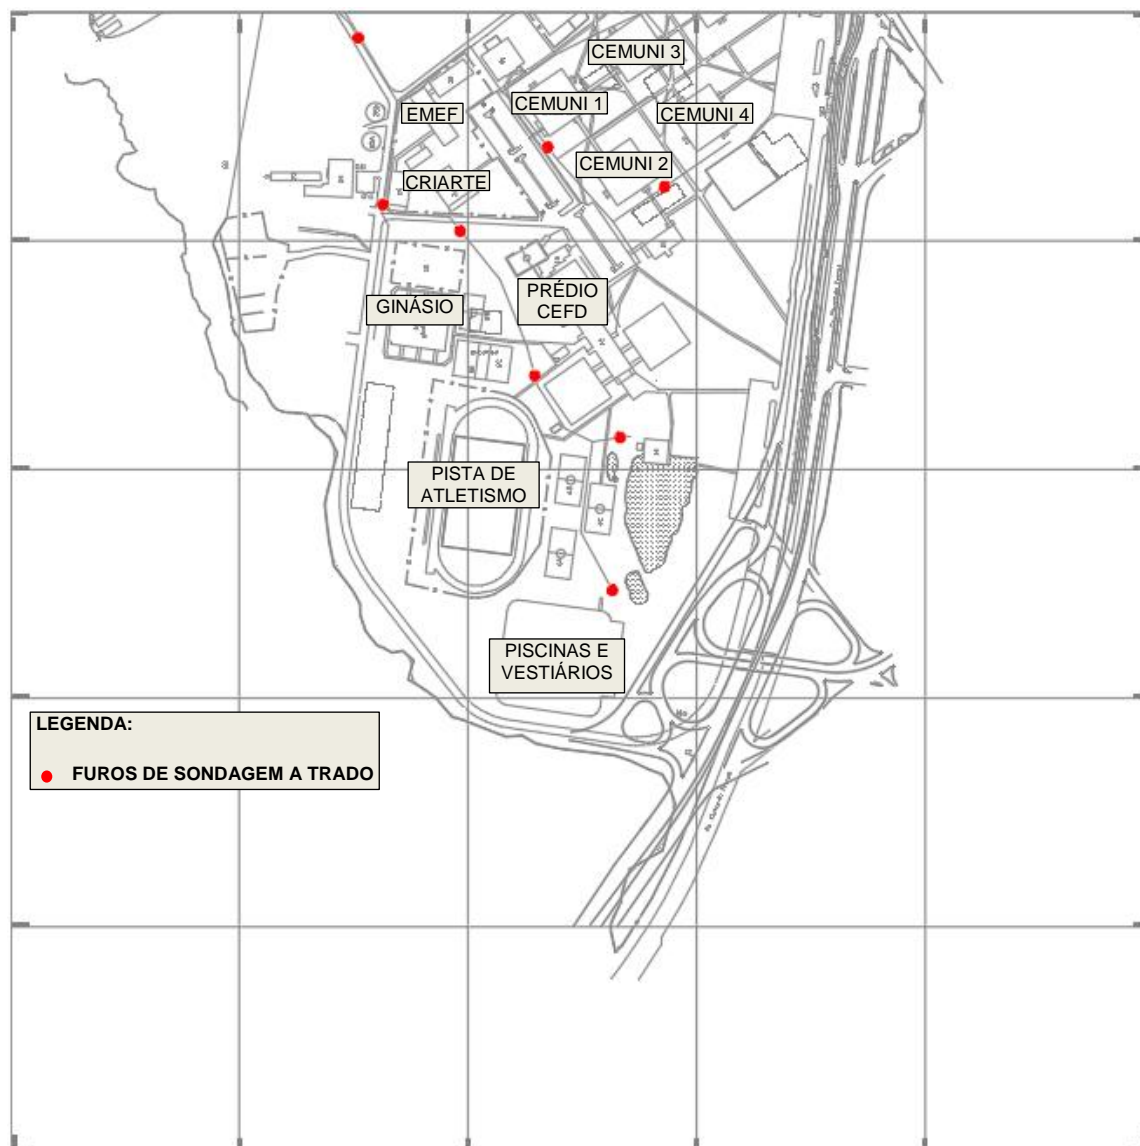 CEMUNI 3
CEMUNI 1
EMEF
CEMUNI 4
CEMUNI 2
CRIARTE
PRÉDIO
CEFD
GINÁSIO
PISTA DE
ATLETISMO
PISCINAS E
VESTIÁRIOS
LEGENDA:
FUROS DE SONDAGEM A TRADO